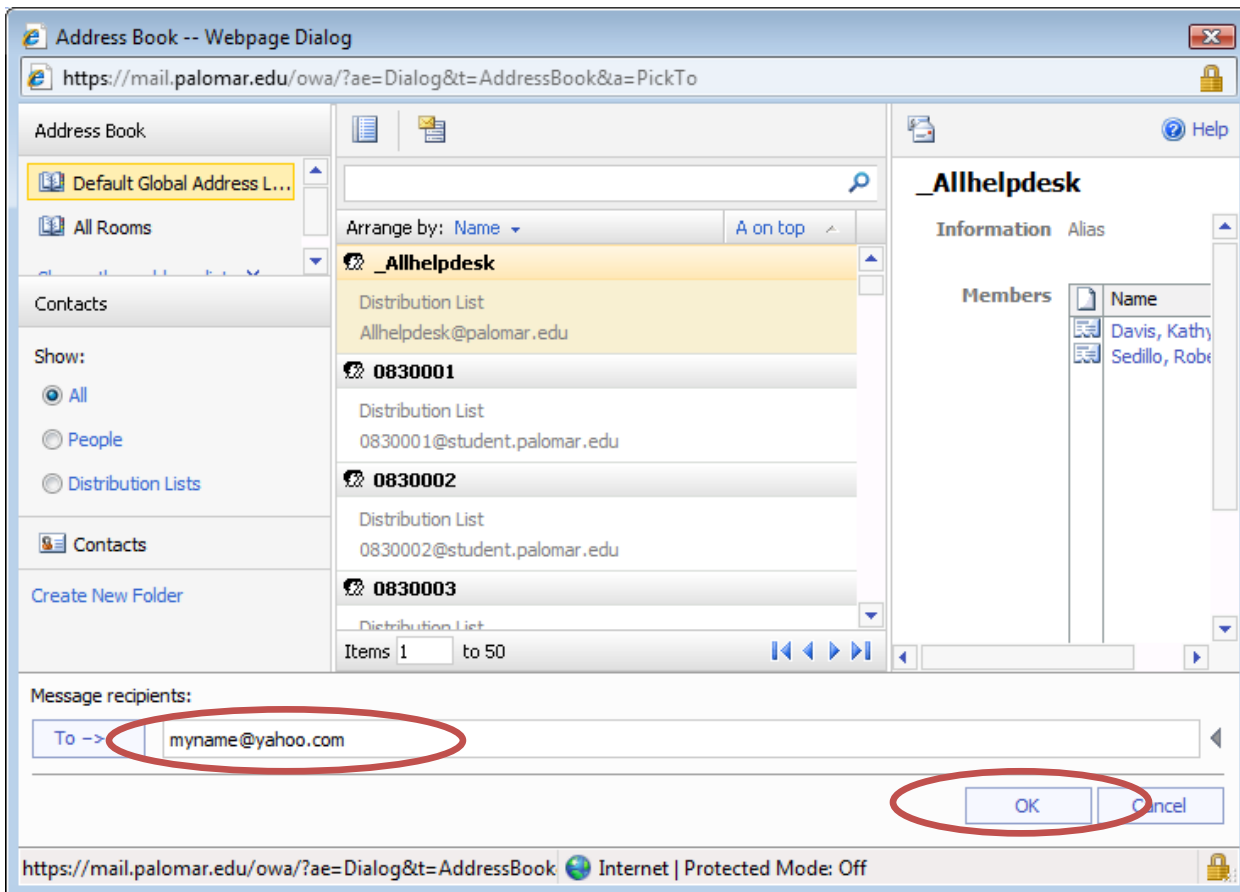 Address Book -- Webpage Dialog
https://mail.palomar.edu/owa/?ae=Dialog&t=AddressBook&a=PickTo
Address Book
Default Global Address L...
All Rooms
Contacts
Show:
All
People
Distribution Lists
Contacts
Create New Folder
Arrange by: Name
A on top
_Allhelpdesk
Distribution List
Allhelpdesk@palomar.edu
0830001
Distribution List
0830001@student.palomar.edu
0830002
Distribution List
0830002@student.palomar.edu
0830003
Distribution List
Items 1 to 50
Help
_Allhelpdesk
Information Alias
Members
Name
Davis, Kathy
Sedillo, Robe
Message recipients:
To -> myname@yahoo.com
OK
Cancel
https://mail.palomar.edu/owa/?ae=Dialog&t=AddressBook
Internet | Protected Mode: Off